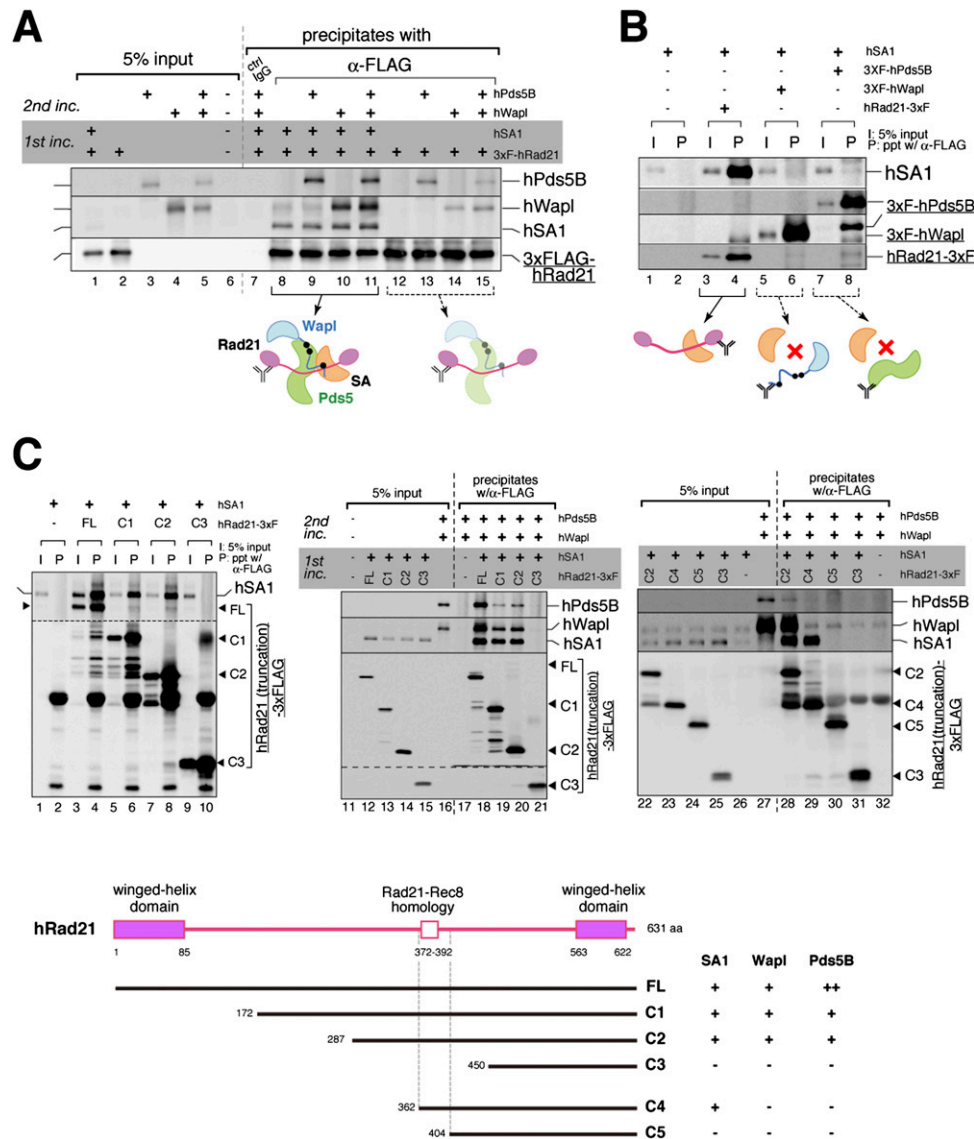 A
precipitates with
5% input
ctrl IgG
α-FLAG
2nd inc.
+ + - + + + + + hPds5B
+ + - + + + + + hWapl
1st inc.
+ - + + + + + hSA1
+ + - + + + + + + + + + 3xF-hRad21
hPds5B
hWapl
hSA1
3xFLAG-
hRad21
1 2 3 4 5 6 7 8 9 10 11 12 13 14 15
Wapl
Rad21
SA
Pds5
B
+ + + + hSA1
- - - + 3XF-hPds5B
- - + - 3XF-hWapl
- + - - hRad21-3xF
I P I P I P I P
I: 5% input
P: ppt w/ α-FLAG
hSA1
3xF-hPds5B
3xF-hWapl
hRad21-3xF
1 2 3 4 5 6 7 8
C
+ + + + + hSA1
- FL C1 C2 C3 hRad21-3xF
I P I P I P I P I P
I: 5% input
P: ppt w/ α-FLAG
hSA1
FL
C1
C2
C3
hRad21 (truncation)
-3xFLAG
1 2 3 4 5 6 7 8 9 10
5% input
precipitates
w/α-FLAG
2nd inc.
- + + + + + + hPds5B
- + + + + + + hWapl
1st inc.
- + + + + - + + + + hSA1
- FL C1 C2 C3 - FL C1 C2 C3 hRad21-3xF
hPds5B
hWapl
hSA1
FL
C1
C2
C3
hRad21(truncation)
-3xFLAG
11 12 13 14 15 16 17 18 19 20 21
5% input
precipitates
w/α-FLAG
+ + + + + + hPds5B
+ + + + + + hWapl
+ + + + - + + + + - hSA1
C2 C4 C5 C3 - C2 C4 C5 C3 - hRad21-3xF
hPds5B
hWapl
hSA1
C2
C4
C5
C3
hRad21(truncation)-
3xFLAG
22 23 24 25 26 27 28 29 30 31 32
winged-helix
domain
Rad21-Rec8
homology
winged-helix
domain
hRad21
631 aa
1 85 372-392 563 622
SA1 Wapl Pds5B
FL + + ++
172 C1 + + +
287 C2 + + +
450 C3 - - -
362 C4 + - -
404 C5 - - -